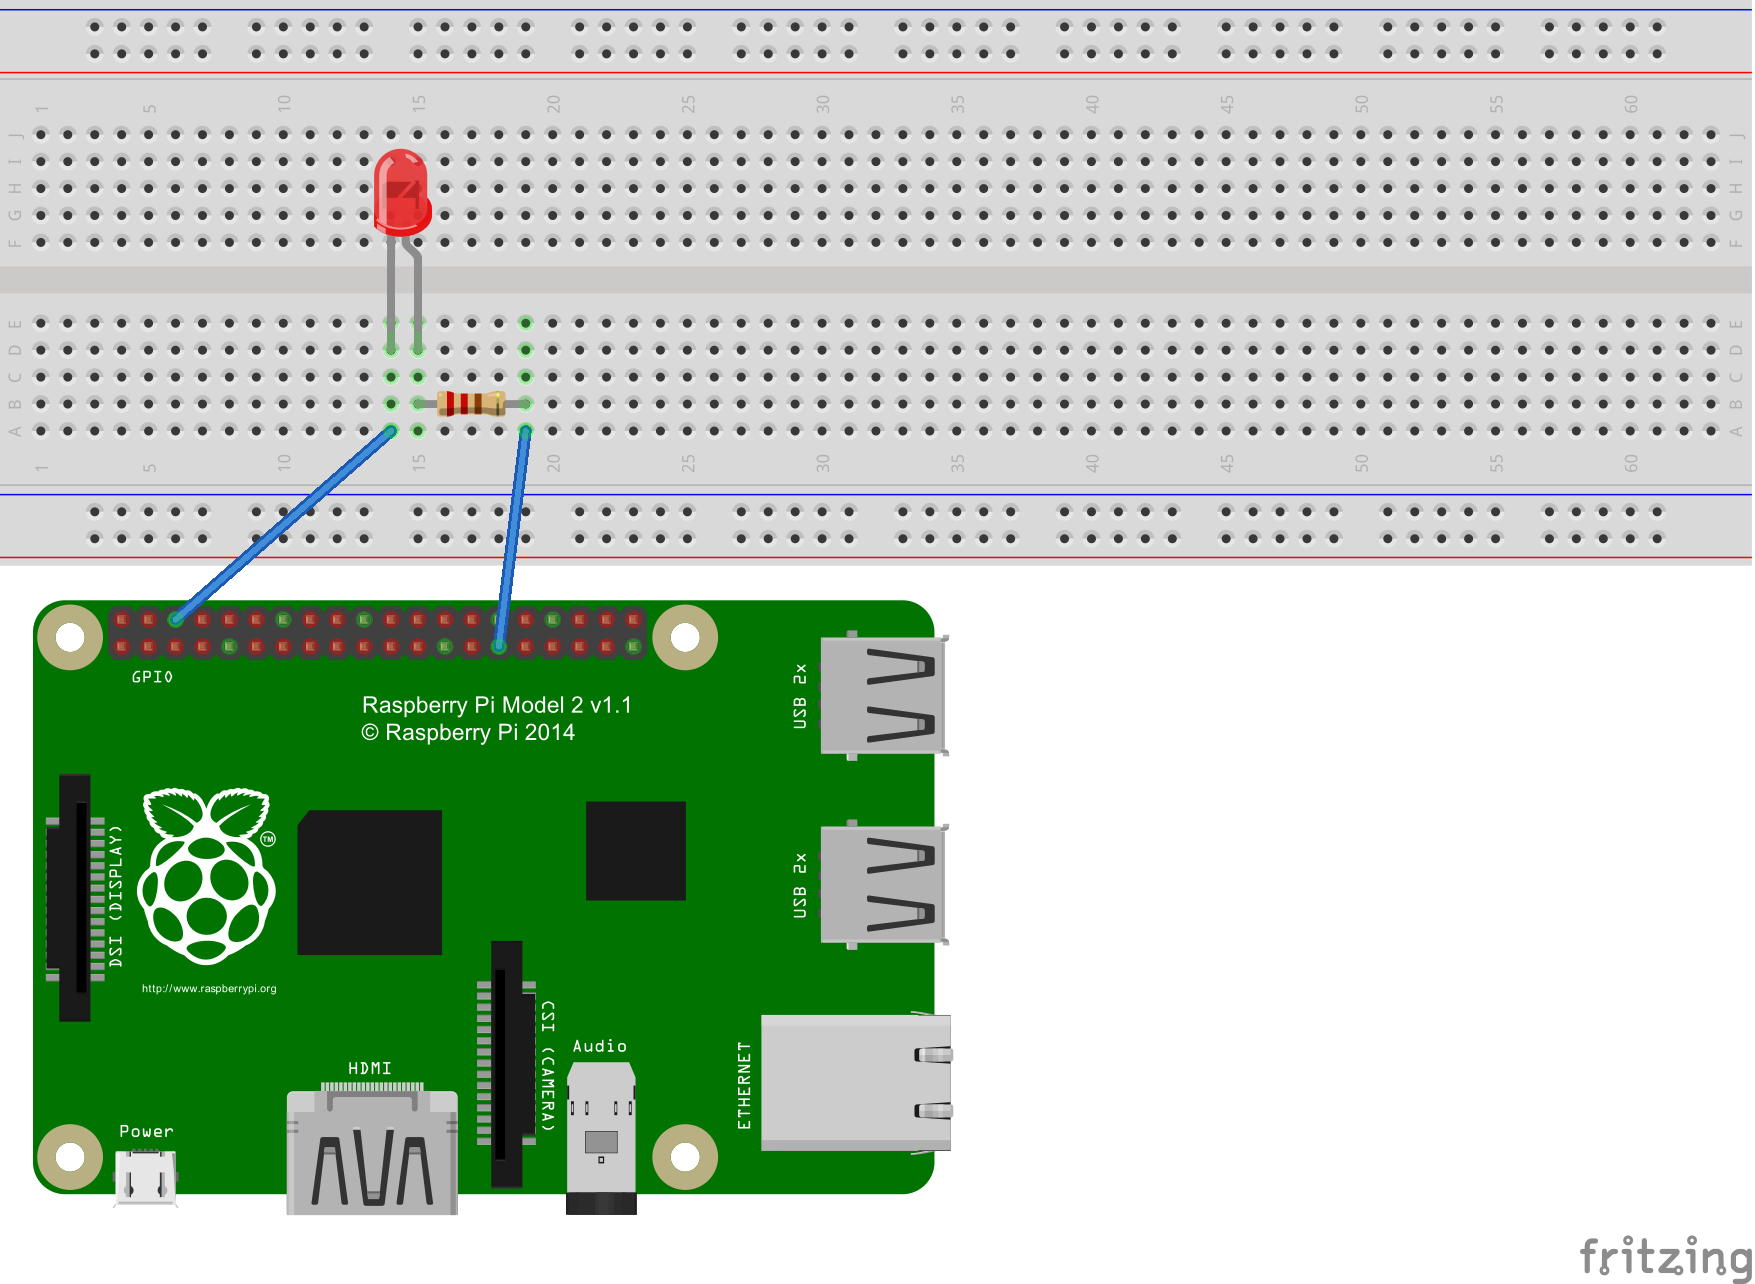 1 5 10 15 20 25 30 35 40 45 50 55 60
J J
I I
H H
G G
F F
E E
D D
C C
B B
A A
1 5 10 15 20 25 30 35 40 45 50 55 60
GPIO
Raspberry Pi Model 2 v1.1
© Raspberry Pi 2014
USB 2x
DSI (DISPLAY)
TM
USB 2x
http://www.raspberrypi.org
CSI (CAMERA)
Audio
ETHERNET
HDMI
Power
fritzing